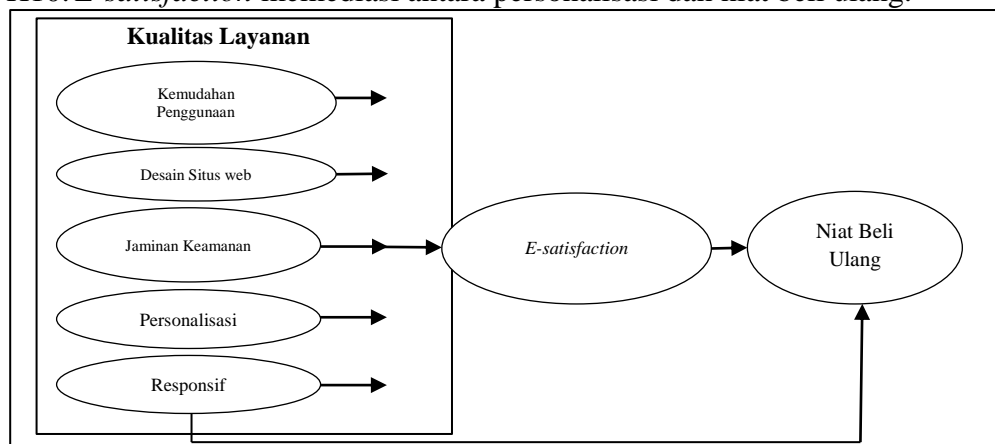 H10: E-satisfaction memediasi antara personalisasi dan niat beli ulang.
Kualitas Layanan
Kemudahan
Penggunaan
Desain Situs web
Jaminan Keamanan
Personalisasi
Responsif
E-satisfaction
Niat Beli
Ulang